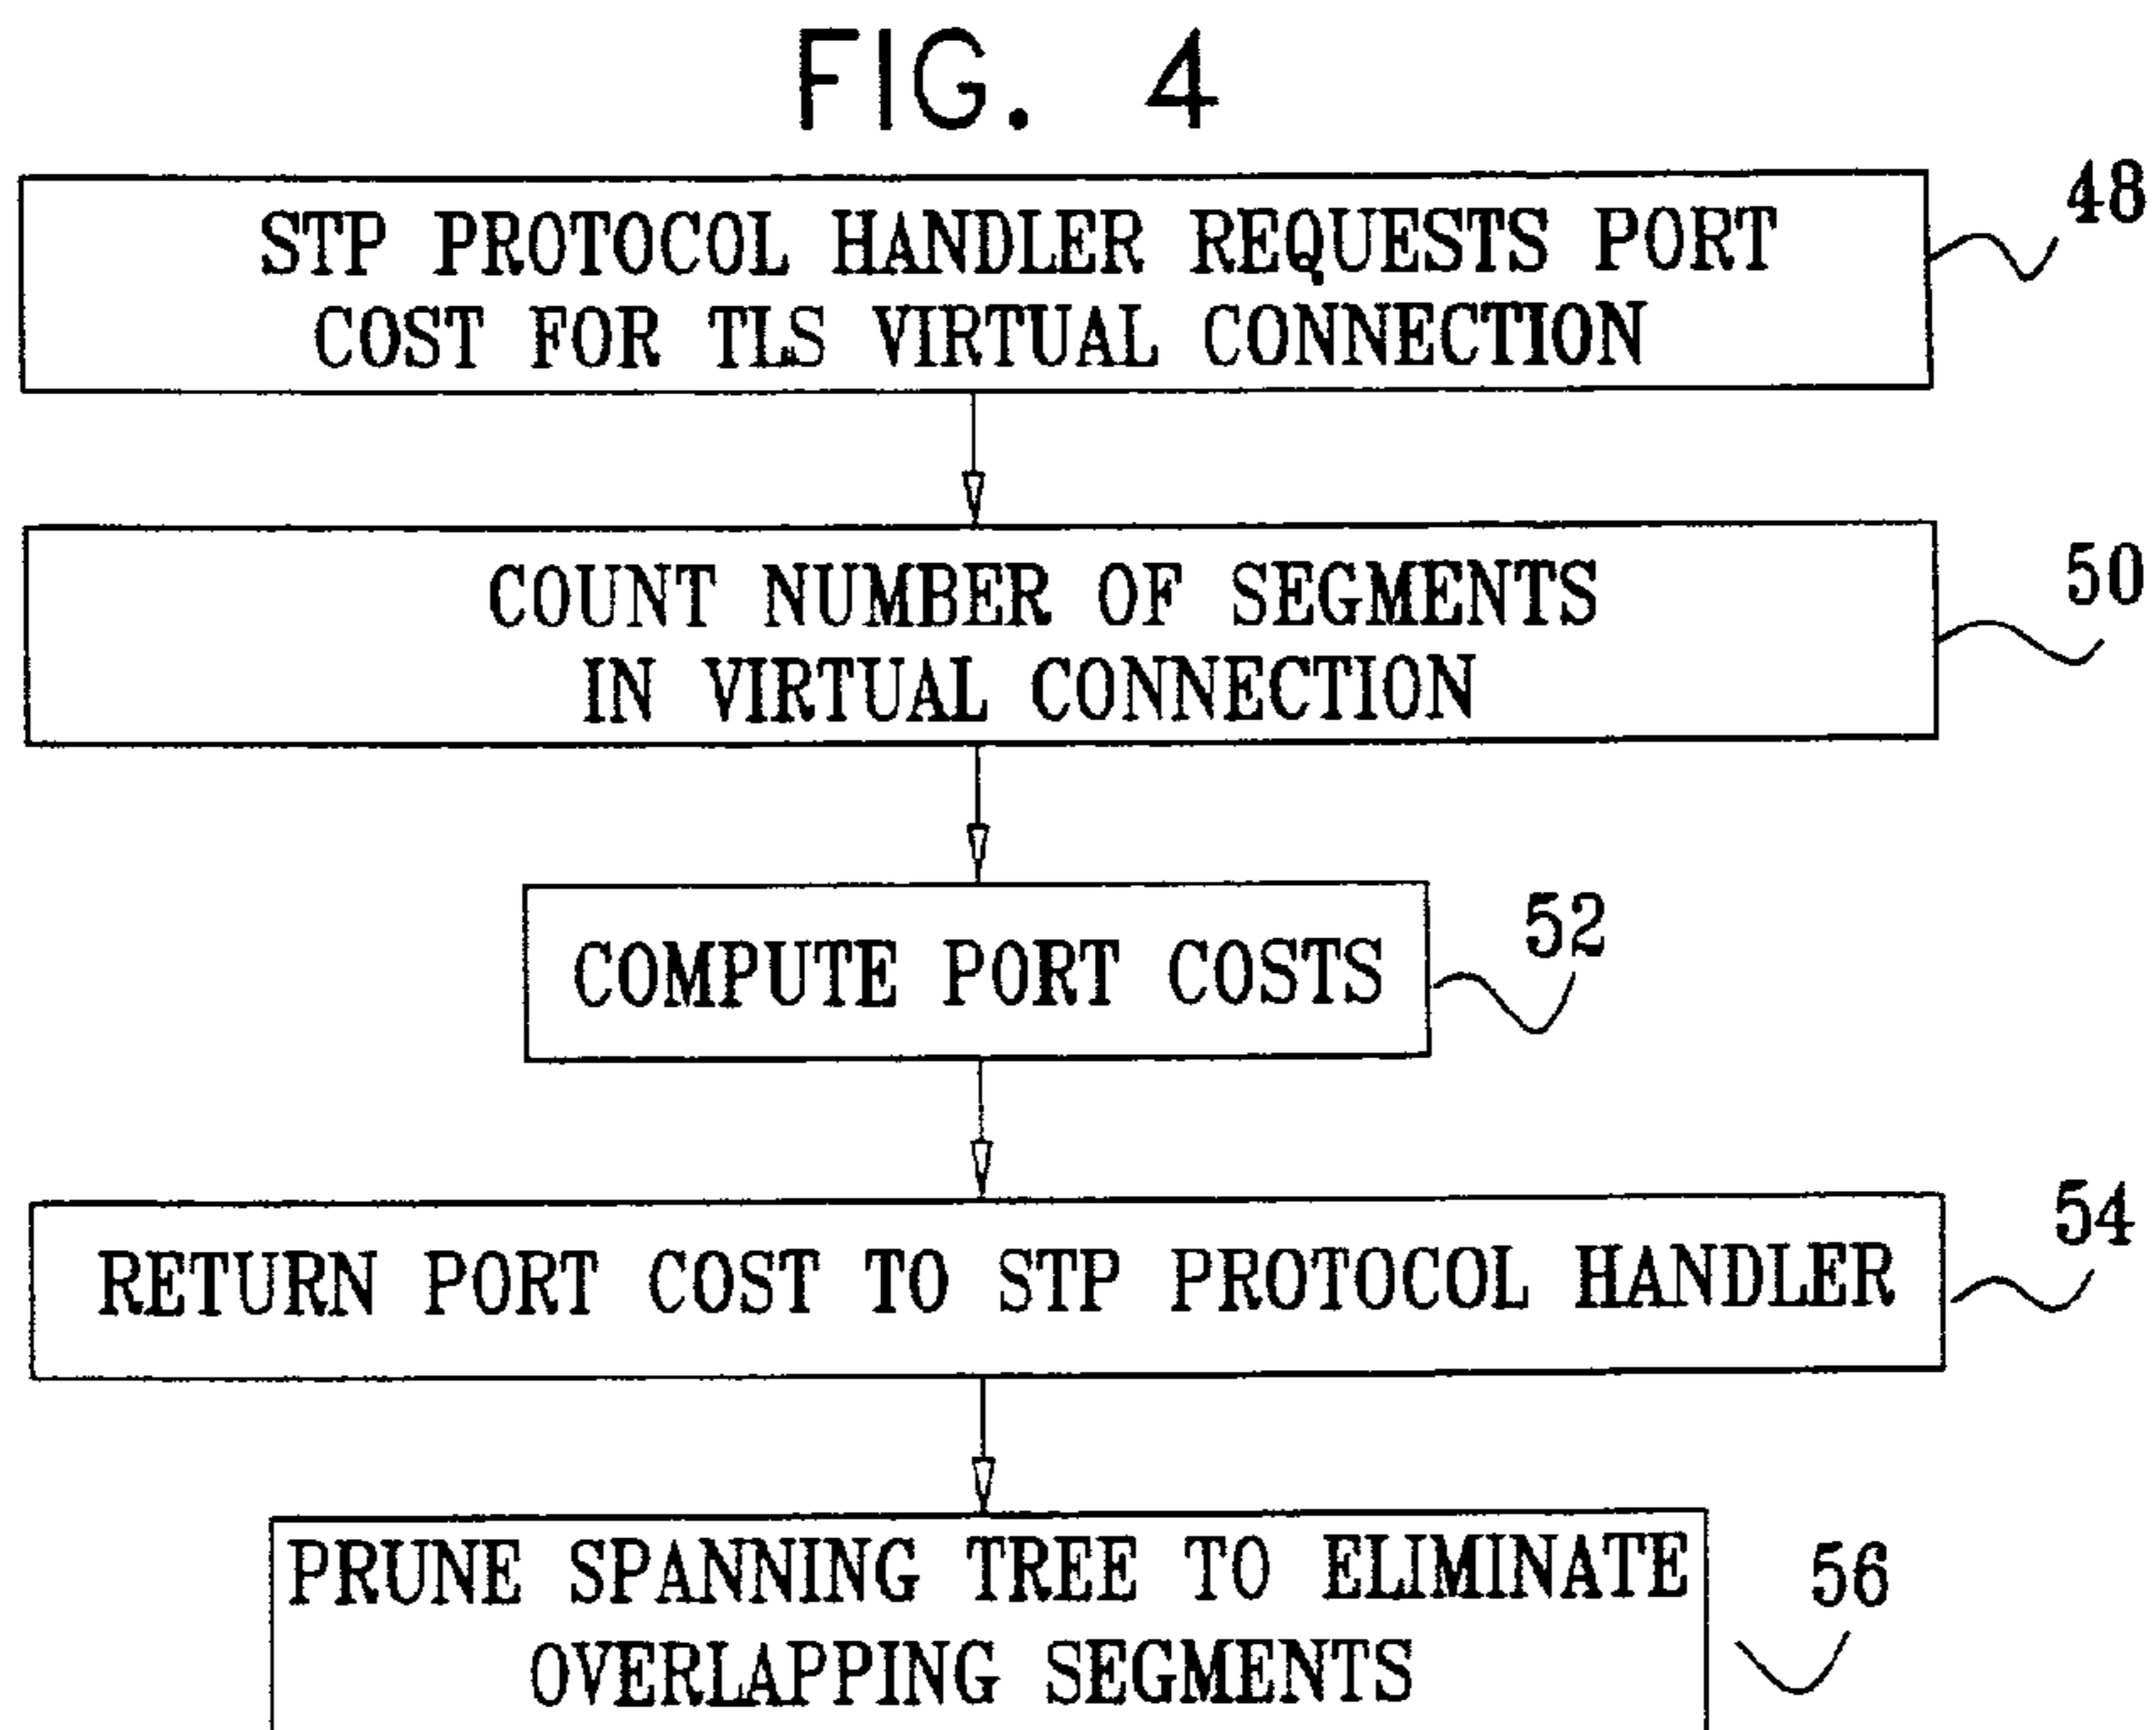 FIG. 4
STP PROTOCOL HANDLER REQUESTS PORT
COST FOR TLS VIRTUAL CONNECTION
48
COUNT NUMBER OF SEGMENTS
IN VIRTUAL CONNECTION
50
COMPUTE PORT COSTS
52
RETURN PORT COST TO STP PROTOCOL HANDLER
54
PRUNE SPANNING TREE TO ELIMINATE
OVERLAPPING SEGMENTS
56